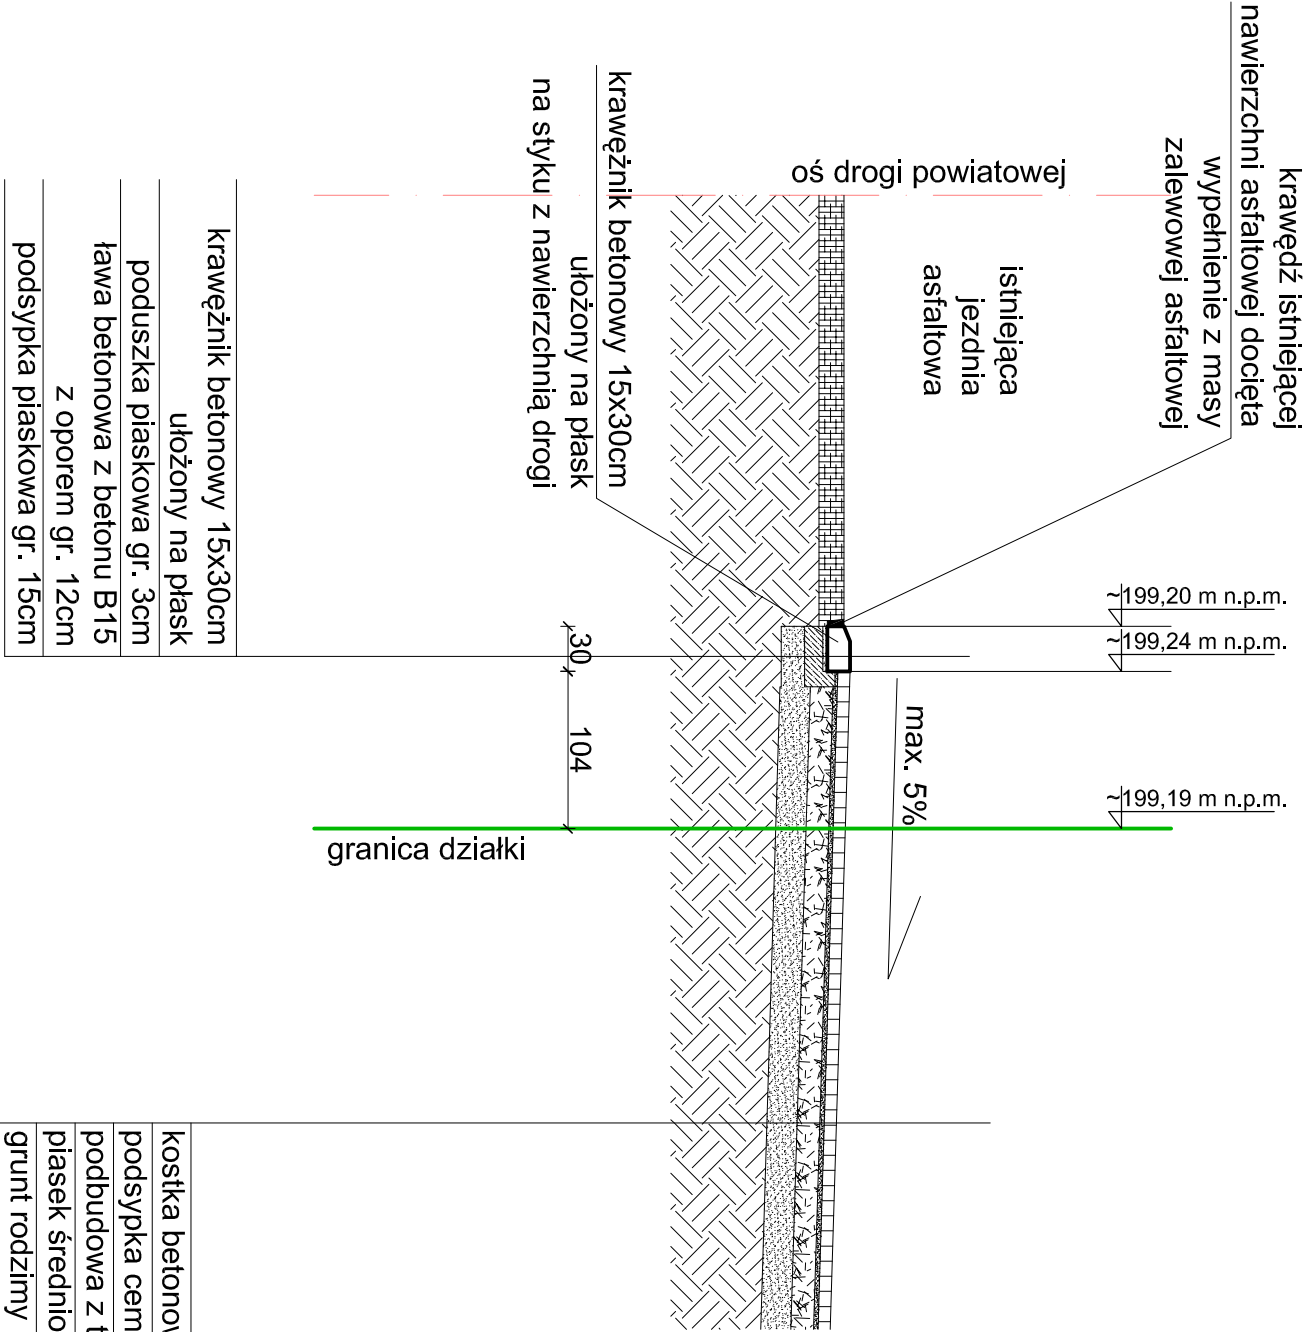 krawędź istniejącej
nawierzchni asfaltowej docięta
wypełnienie z masy
zalewowej asfaltowej
oś drogi powiatowej
istniejąca
jezdnia
asfaltowa
krawężnik betonowy 15x30cm
ułożony na płask
na styku z nawierzchnią drogi
~199,20 m n.p.m.
~199,24 m n.p.m.
~199,19 m n.p.m.
max. 5%
30
104
granica działki
krawężnik betonowy 15x30cm
ułożony na płask
poduszka piaskowa gr. 3cm
ława betonowa z betonu B15
z oporem gr. 12cm
podsypka piaskowa gr. 15cm
kostka betonow
podsypka cem
podbudowa z t
piasek średnio
grunt rodzimy